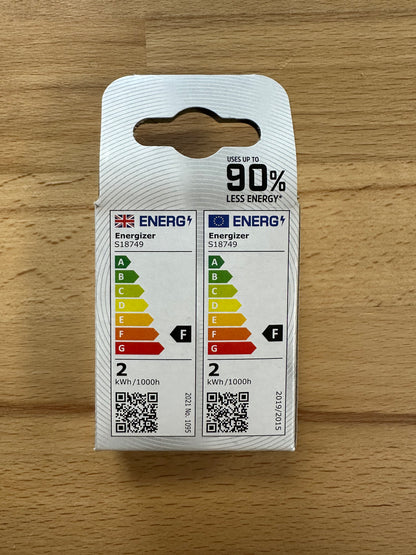 USES UP TO
90%
LESS ENERGY*
ENERG
Energizer
S18749
A
B
C
D
E
F
G
F
2
kWh/1000h
2021 No. 1095
ENERG
Energizer
S18749
A
B
C
D
E
F
G
F
2
kWh/1000h
2019/2015